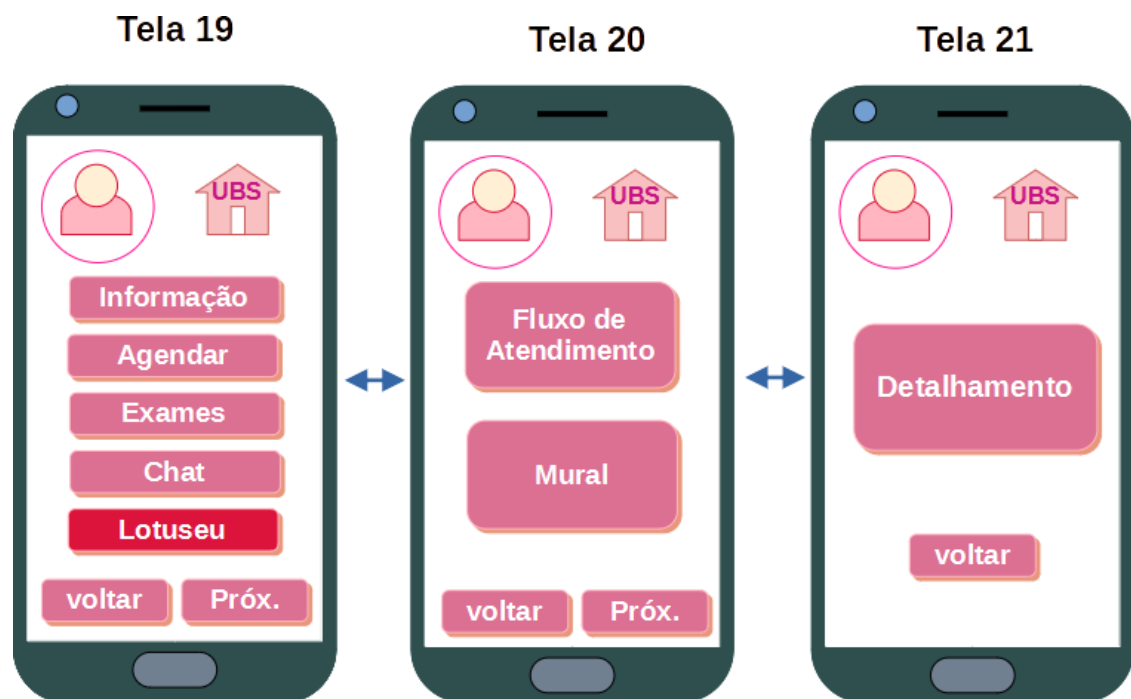 Tela 19
UBS
Informação
Agendar
Exames
Chat
Lotuseu
voltar Próx.
Tela 20
UBS
Fluxo de
Atendimento
Mural
voltar Próx.
Tela 21
UBS
Detalhamento
voltar